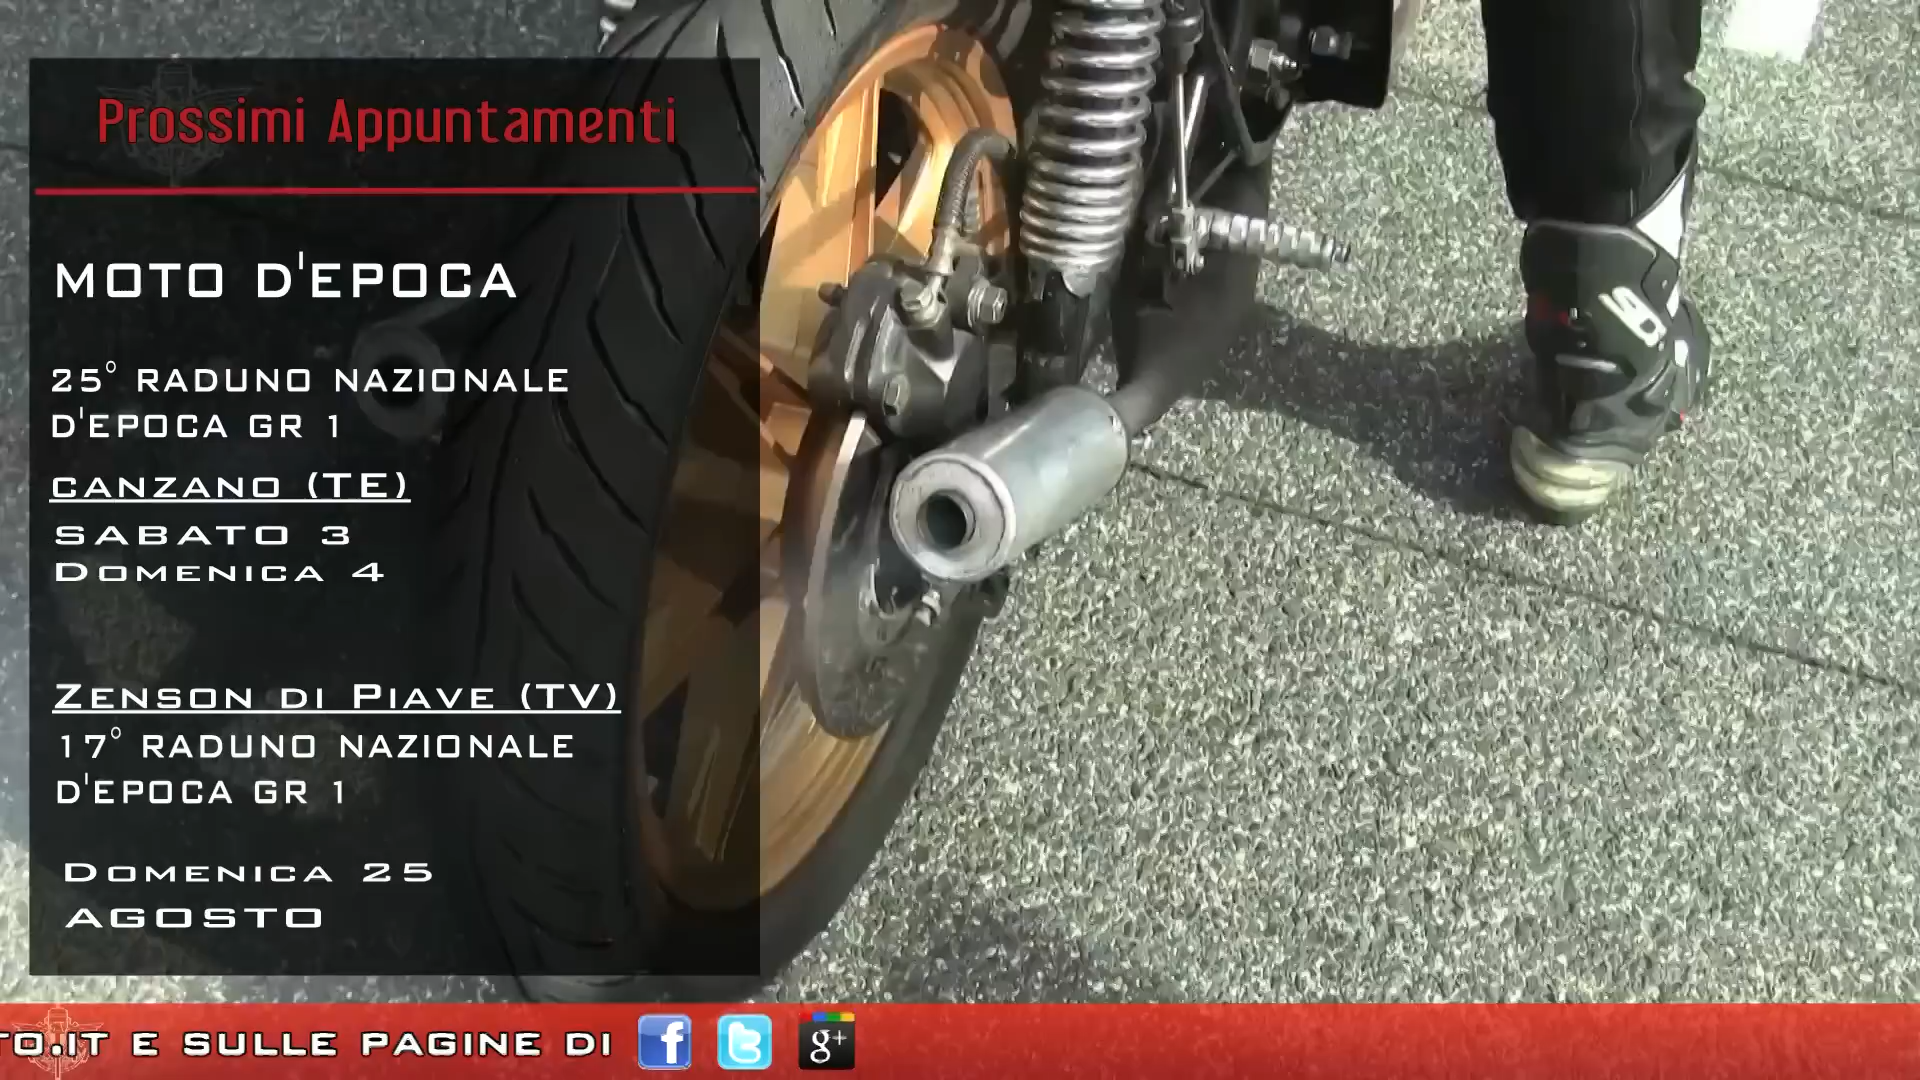 Prossimi Appuntamenti
MOTO D'EPOCA
25° RADUNO NAZIONALE
D'EPOCA GR 1
CANZANO (TE)
SABATO 3
DOMENICA 4
ZENSON DI PIAVE (TV)
17° RADUNO NAZIONALE
D'EPOCA GR 1
DOMENICA 25
AGOSTO
TO.IT E SULLE PAGINE DI f t g+